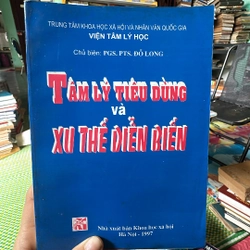 TRUNG TÂM KHOA HỌC XÃ HỘI VÀ NHÂN VĂN QUỐC GIA
VIỆN TÂM LÝ HỌC
Chủ biên: PGS. PTS. ĐỖ LONG
TÂM LÝ TIÊU DÙNG
và
XU THẾ DIỄN BIẾN
Nhà xuất bản Khoa học xã hội
Hà Nội - 1997